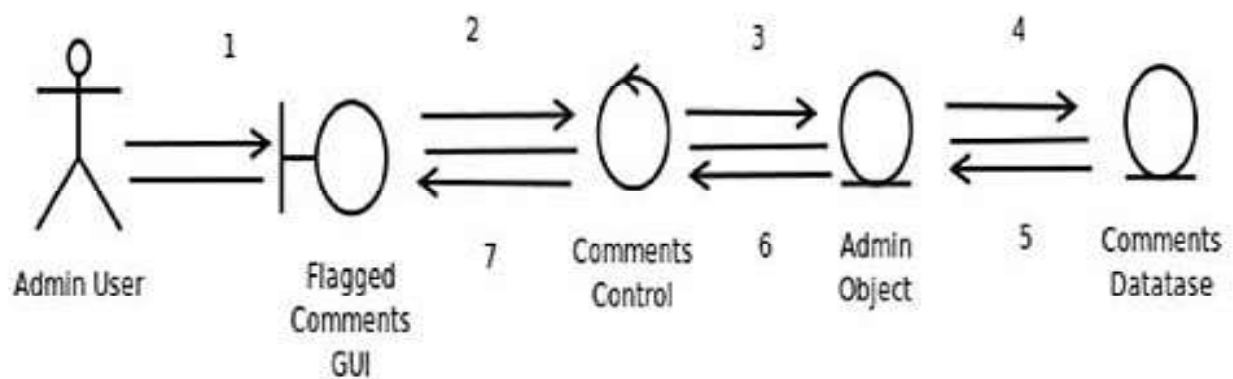 1
2
3
4
7
6
5
Admin User
Flagged
Comments
GUI
Comments
Control
Admin
Object
Comments
Datatase